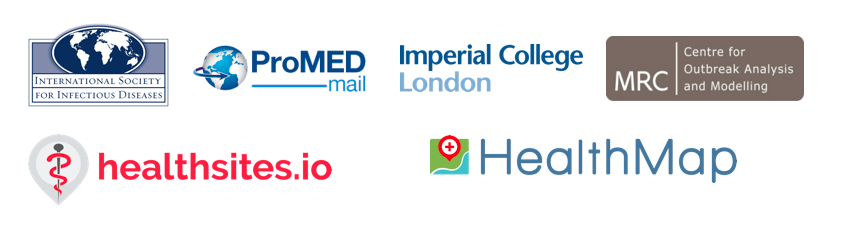 INTERNATIONAL SOCIETY
FOR INFECTIOUS DISEASES
ProMED
mail
Imperial College
London
MRC
Centre for
Outbreak Analysis
and Modelling
healthsites.io
HealthMap